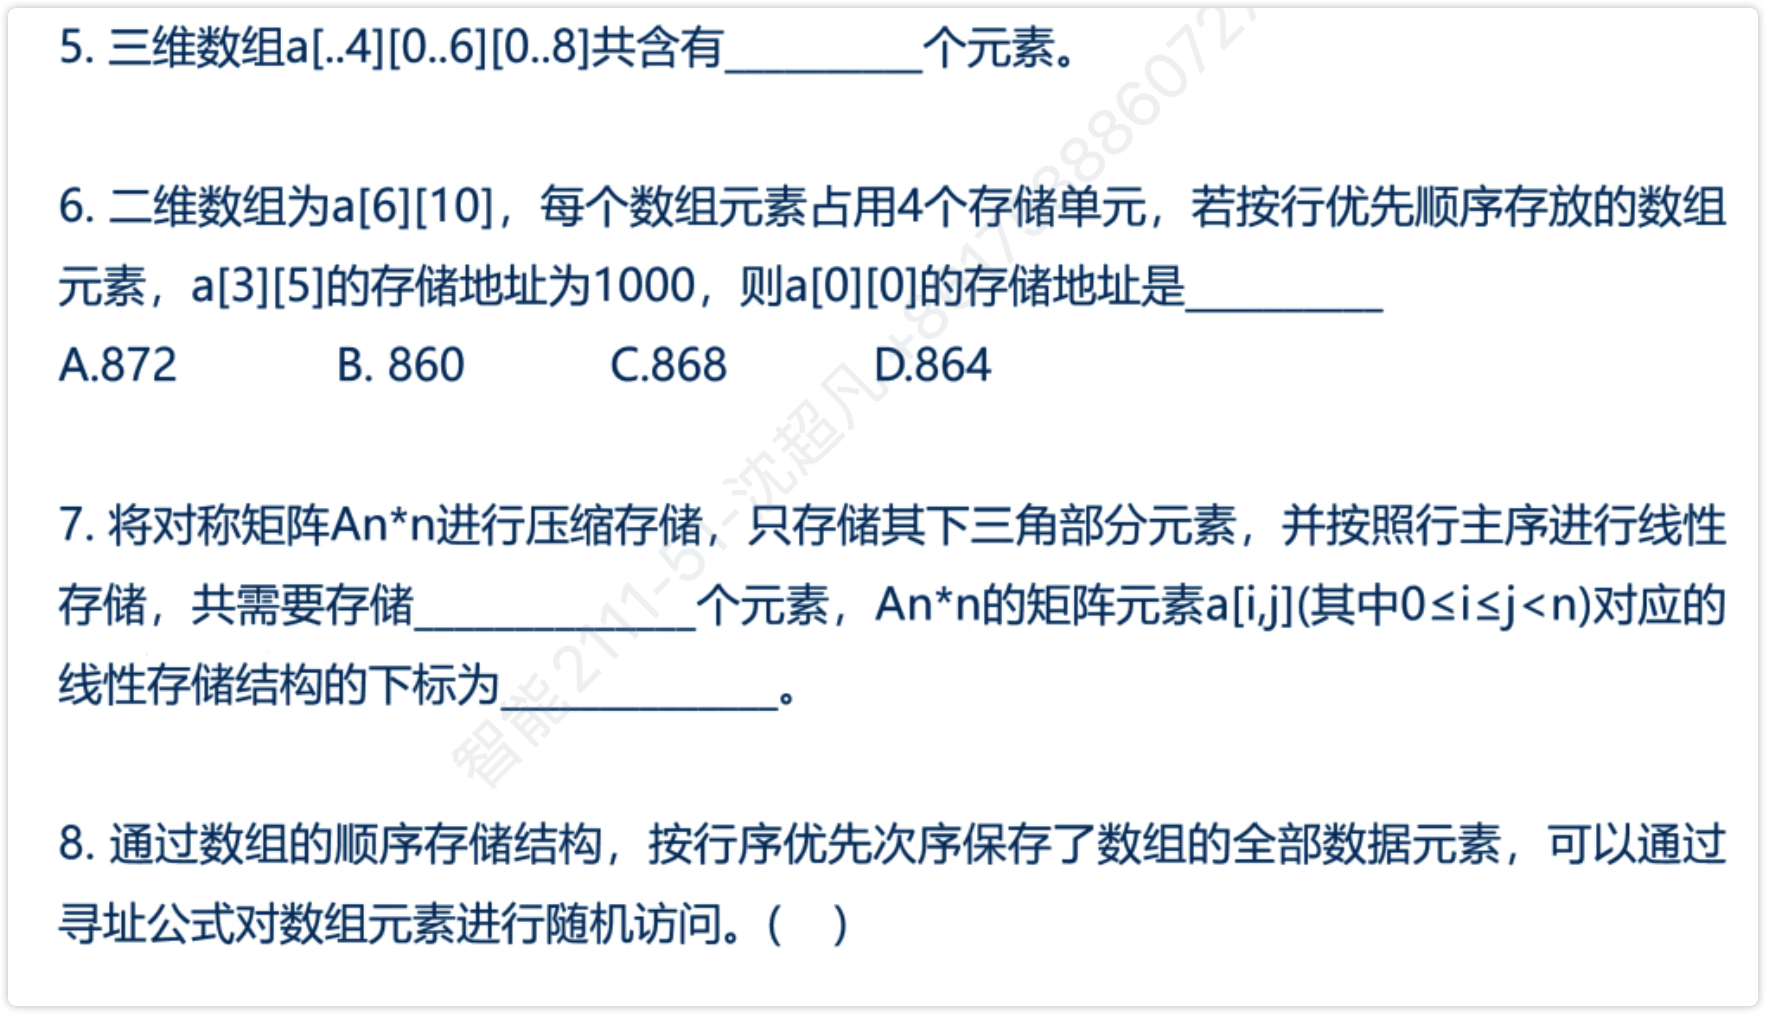 5. 三维数组a[..4][0..6][0..8]共含有_________个元素。
6. 二维数组为a[6][10]，每个数组元素占用4个存储单元，若按行优先顺序存放的数组
元素，a[3][5]的存储地址为1000，则a[0][0]的存储地址是_________
A.872 B. 860 C.868 D.864
7. 将对称矩阵An*n进行压缩存储，只存储其下三角部分元素，并按照行主序进行线性
存储，共需要存储_____________个元素，An*n的矩阵元素a[i,j](其中0≤i≤j<n)对应的
线性存储结构的下标为_____________。
8. 通过数组的顺序存储结构，按行序优先次序保存了数组的全部数据元素，可以通过
寻址公式对数组元素进行随机访问。( )
智能 2111-51-沈超凡